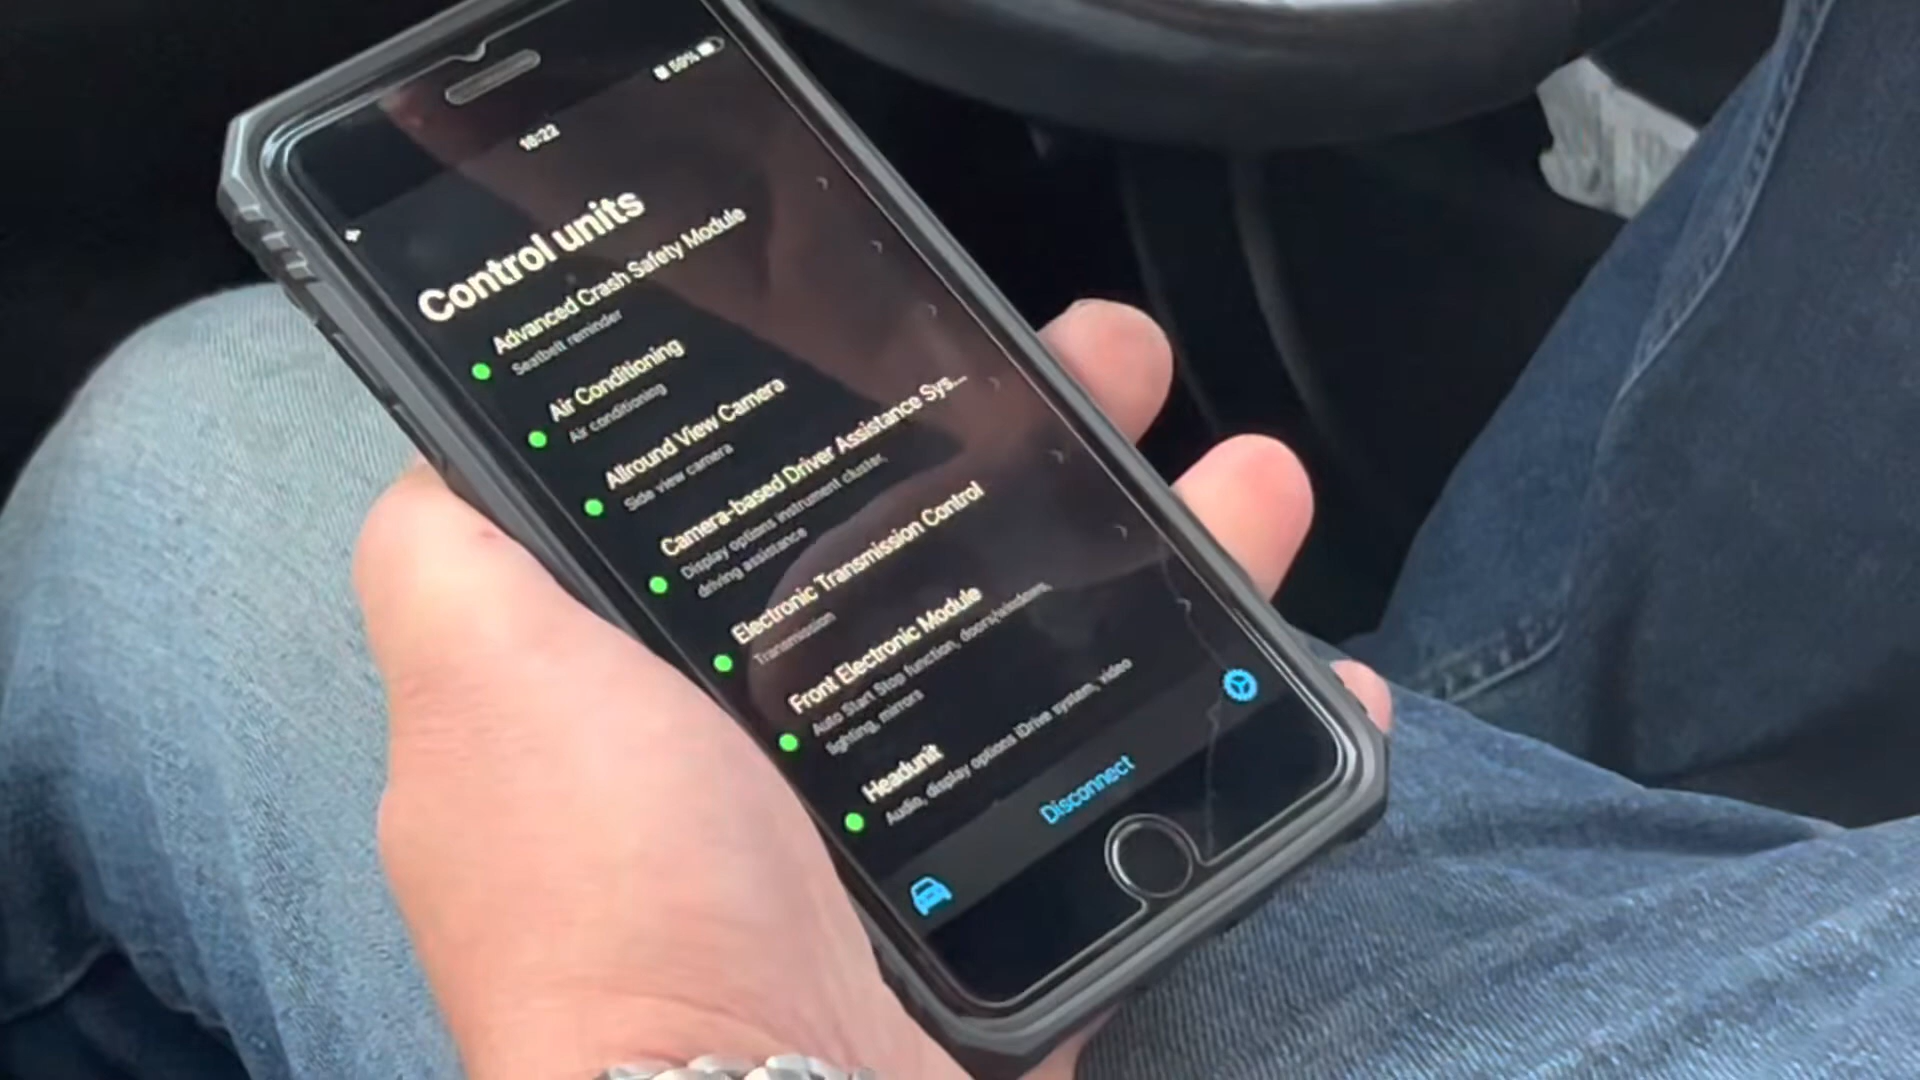 50%
16:22
Control units
Advanced Crash Safety Module
Seatbelt reminder
Air Conditioning
Air conditioning
Allround View Camera
Side view camera
Camera-based Driver Assistance Sys...
Display options instrument cluster,
driving assistance
Electronic Transmission Control
Transmission
Front Electronic Module
Auto Start Stop function, doors/windows,
lighting, mirrors
Headunit
Audio, display options iDrive system, video
Disconnect